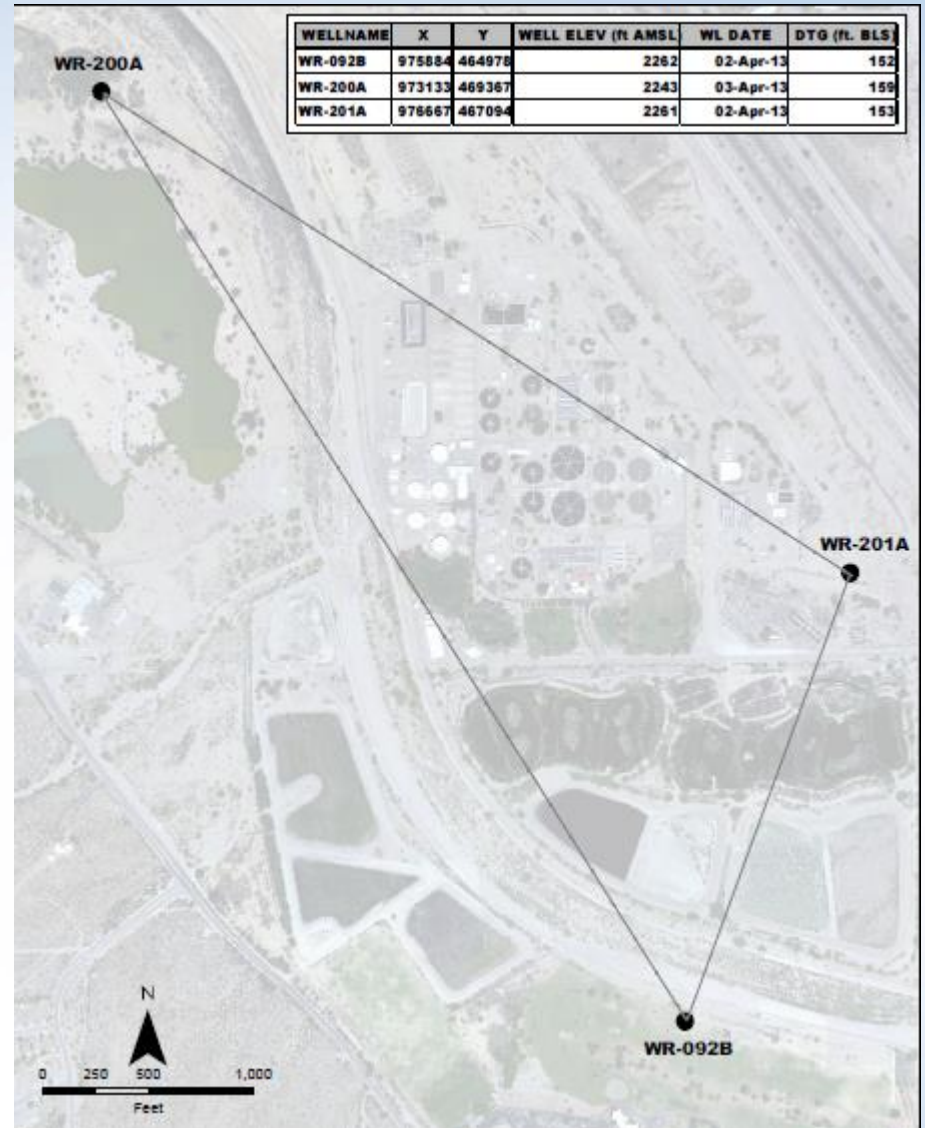 WELLNAME X Y WELL ELEV (ft AMSL) WL DATE DTG (ft. BLS)
WR-092B 975884 464978 2262 02-Apr-13 152
WR-200A 973133 469367 2243 03-Apr-13 159
WR-201A 976667 467094 2261 02-Apr-13 153
WR-200A
WR-201A
WR-092B
N
0 250 500 1,000
Feet